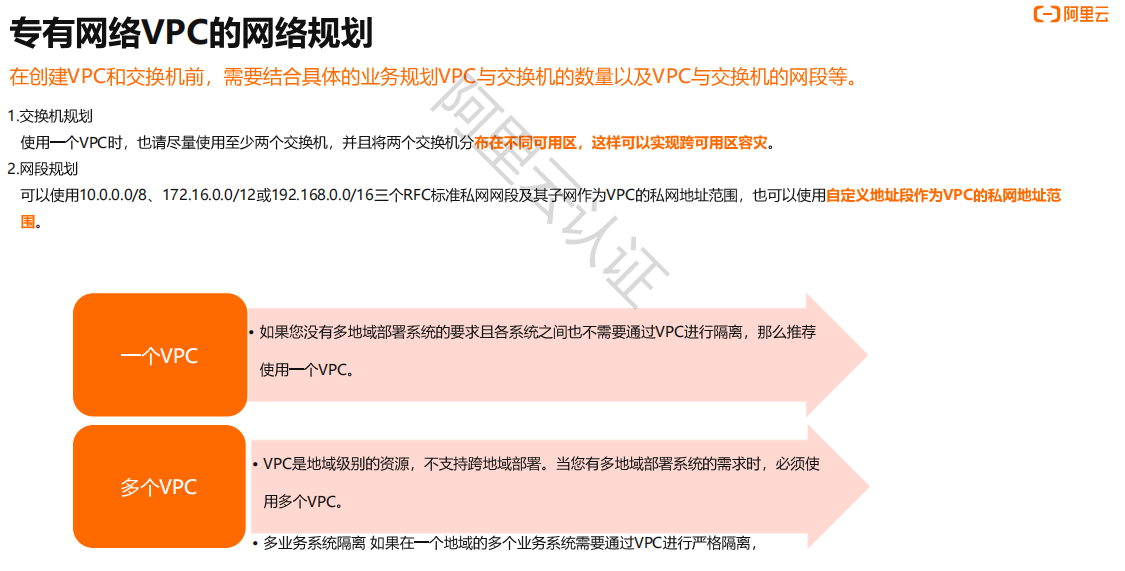 专有网络VPC的网络规划
阿里云
在创建VPC和交换机前，需要结合具体的业务规划VPC与交换机的数量以及VPC与交换机的网段等。
1.交换机规划
使用一个VPC时，也请尽量使用至少两个交换机，并且将两个交换机分布在不同可用区，这样可以实现跨可用区容灾。
2.网段规划
可以使用10.0.0.0/8、172.16.0.0/12或192.168.0.0/16三个RFC标准私网网段及其子网作为VPC的私网地址范围，也可以使用自定义地址段作为VPC的私网地址范
围。
阿里云认证
一个VPC
• 如果您没有多地域部署系统的要求且各系统之间也不需要通过VPC进行隔离，那么推荐
使用一个VPC。
多个VPC
• VPC是地域级别的资源，不支持跨地域部署。当您有多地域部署系统的需求时，必须使
用多个VPC。
• 多业务系统隔离 如果在一个地域的多个业务系统需要通过VPC进行严格隔离，